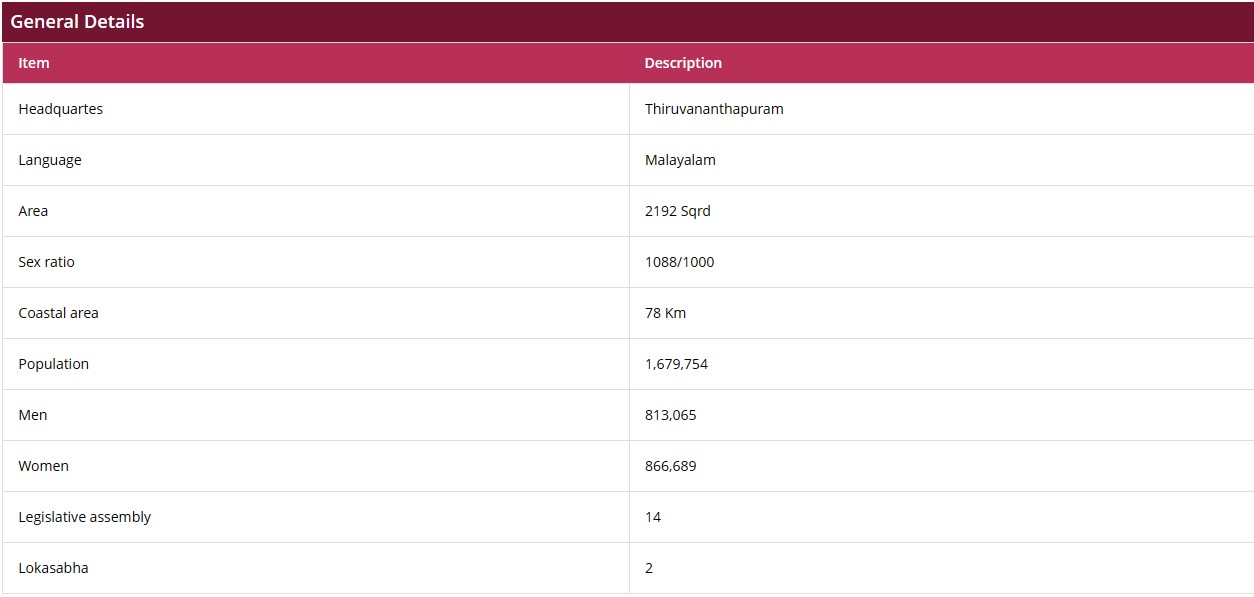 General Details
Item Description
Headquartes Thiruvananthapuram
Language Malayalam
Area 2192 Sqrd
Sex ratio 1088/1000
Coastal area 78 Km
Population 1,679,754
Men 813,065
Women 866,689
Legislative assembly 14
Lokasabha 2